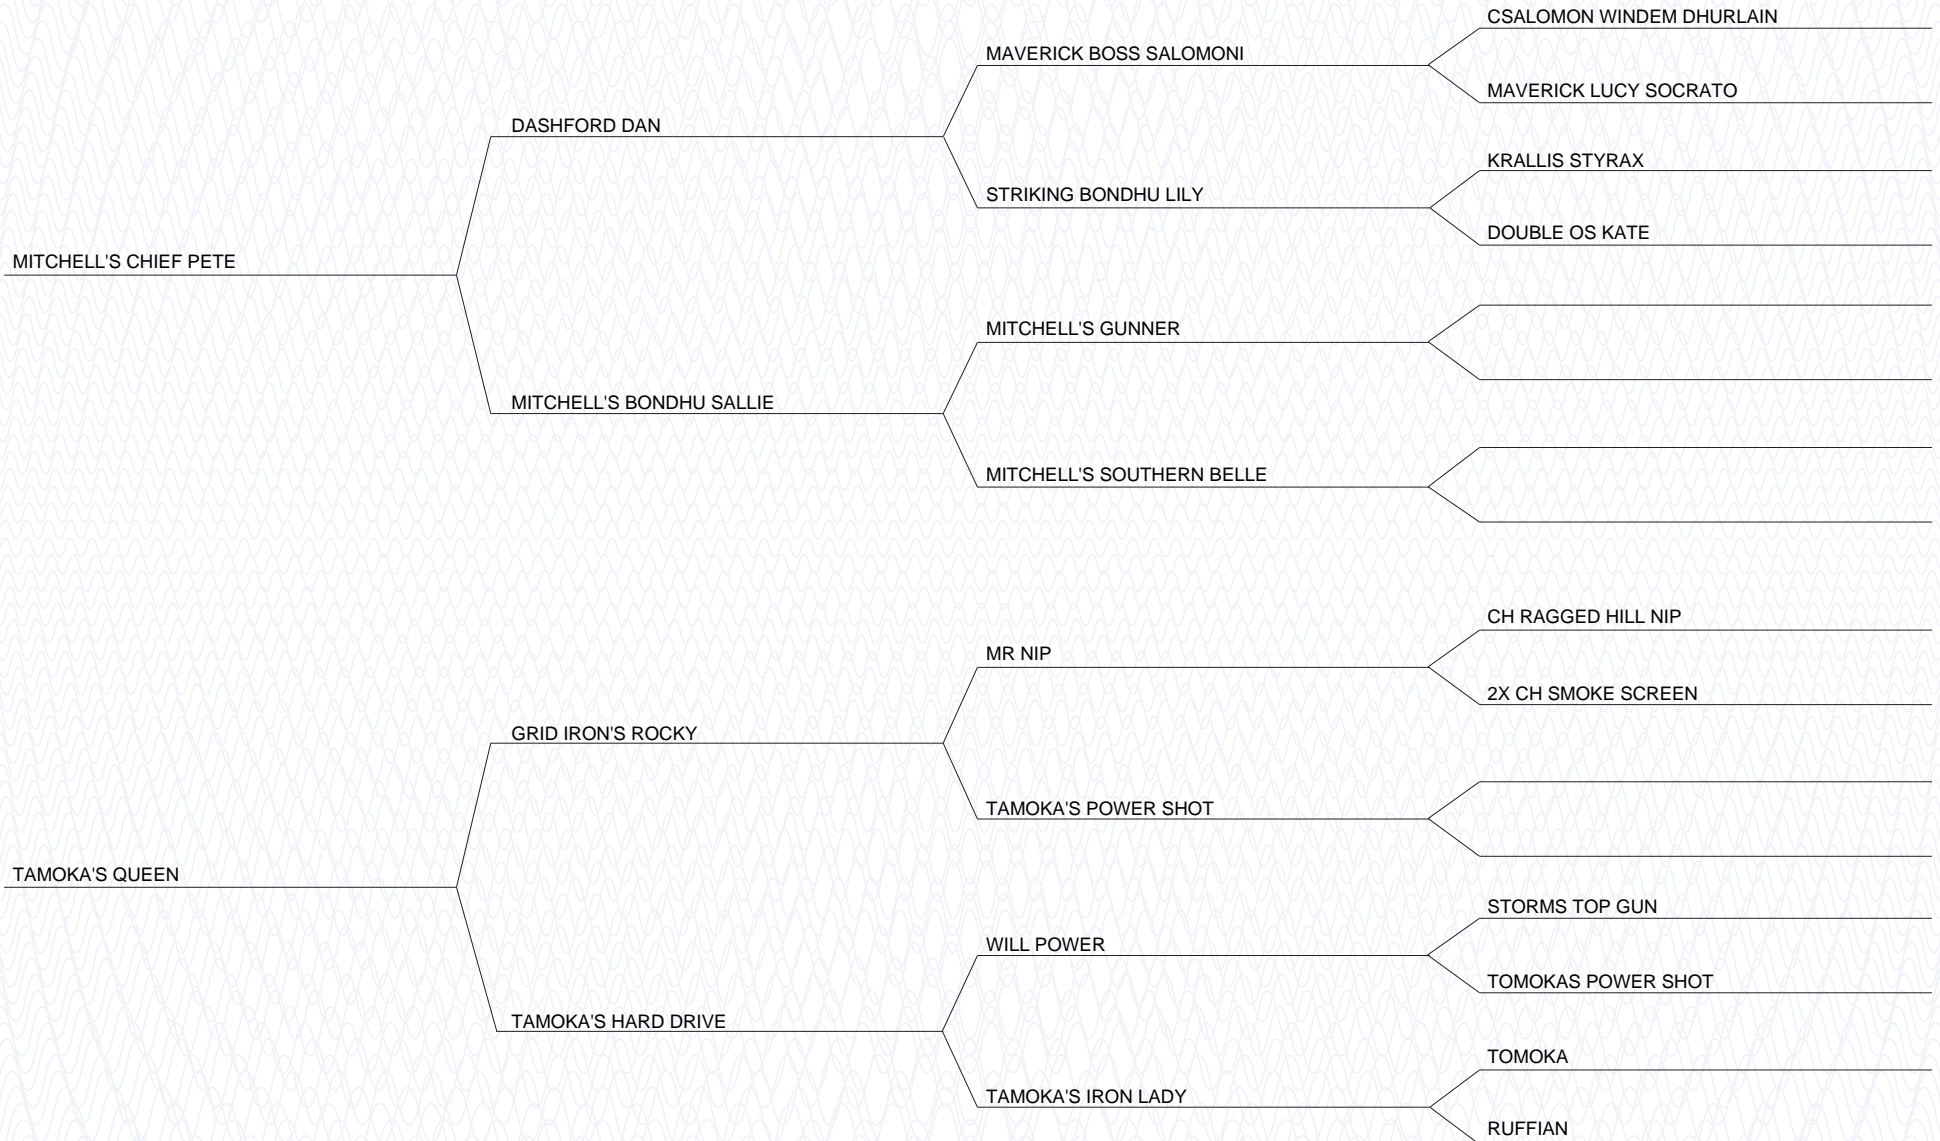 CSALOMON WINDEM DHURLAIN
MAVERICK BOSS SALOMONI
MAVERICK LUCY SOCRATO
DASHFORD DAN
KRALLIS STYRAX
STRIKING BONDHU LILY
DOUBLE OS KATE
MITCHELL'S CHIEF PETE
MITCHELL'S GUNNER
MITCHELL'S BONDHU SALLIE
MITCHELL'S SOUTHERN BELLE
CH RAGGED HILL NIP
MR NIP
2X CH SMOKE SCREEN
GRID IRON'S ROCKY
TAMOKA'S POWER SHOT
TAMOKA'S QUEEN
STORMS TOP GUN
WILL POWER
TOMOKAS POWER SHOT
TAMOKA'S HARD DRIVE
TOMOKA
TAMOKA'S IRON LADY
RUFFIAN